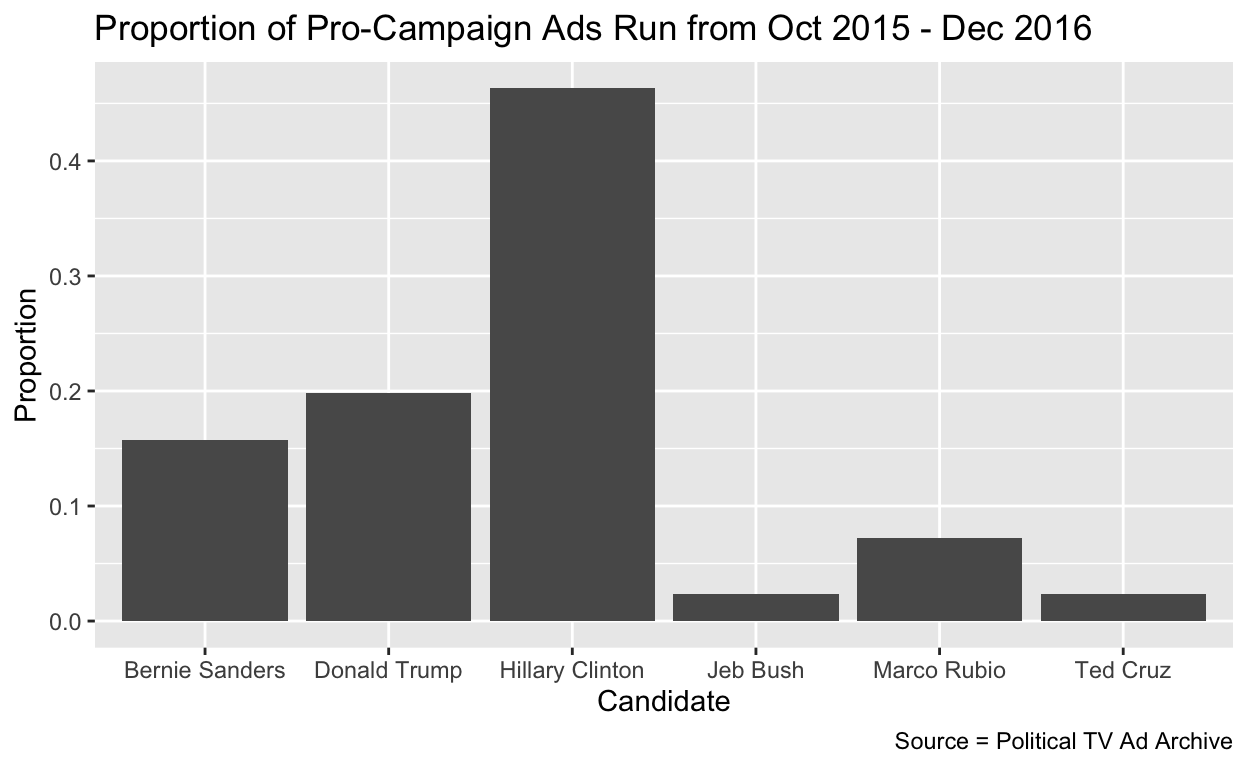 Proportion of Pro-Campaign Ads Run from Oct 2015 - Dec 2016
Proportion
0.4
0.3
0.2
0.1
0.0
Bernie Sanders Donald Trump Hillary Clinton Jeb Bush Marco Rubio Ted Cruz
Candidate
Source = Political TV Ad Archive